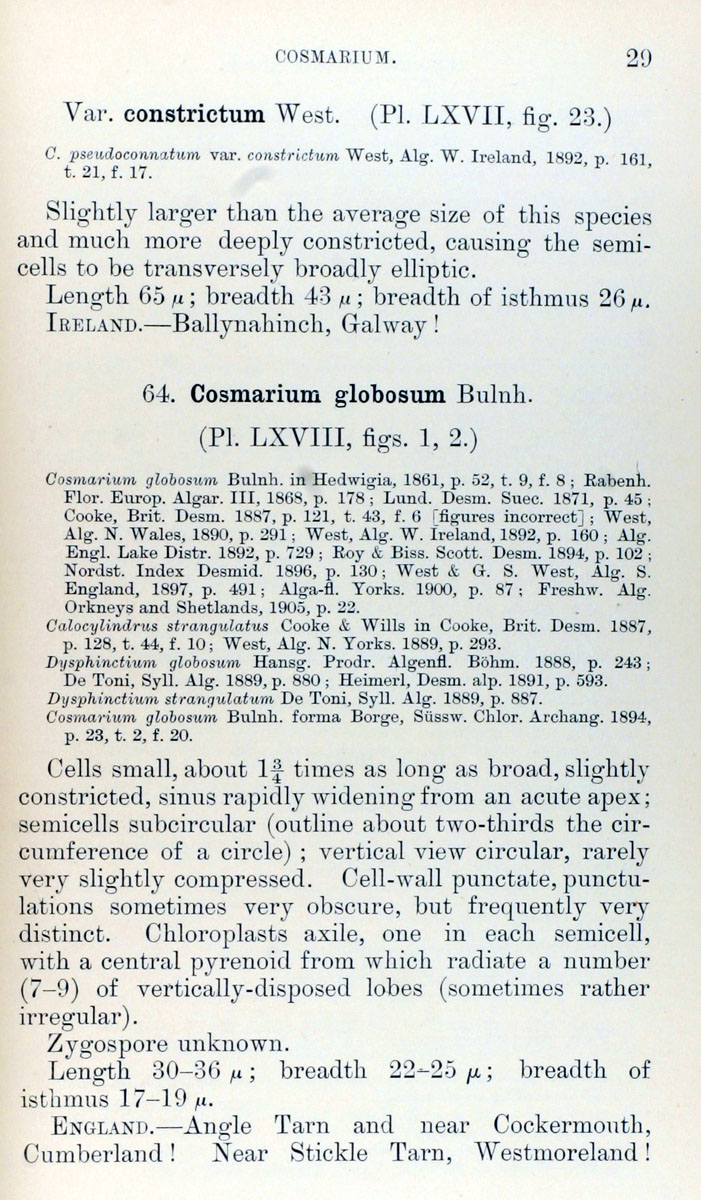 COSMARIUM. 29
Var. constrictum West. (Pl. LXVII, fig. 23.)
C. pseudoconnatum var. constrictum West, Alg. W. Ireland, 1892, p. 161,
t. 21, f. 17.
Slightly larger than the average size of this species
and much more deeply constricted, causing the semi-
cells to be transversely broadly elliptic.
Length 65 μ; breadth 43 μ; breadth of isthmus 26 μ.
IRELAND.—Ballynahinch, Galway!
64. Cosmarium globosum Bulnh.
(Pl. LXVIII, figs. 1, 2.)
Cosmarium globosum Bulnh. in Hedwigia, 1861, p. 52, t. 9, f. 8; Rabenh.
Flor. Europ. Algar. III, 1868, p. 178; Lund. Desm. Suec. 1871, p. 45;
Cooke, Brit. Desm. 1887, p. 121, t. 43, f. 6 [figures incorrect]; West,
Alg. N. Wales, 1890, p. 291; West, Alg. W. Ireland, 1892, p. 160; Alg.
Engl. Lake Distr. 1892, p. 729; Roy & Biss. Scott. Desm. 1894, p. 102;
Nordst. Index Desmid. 1896, p. 130; West & G. S. West, Alg. S.
England, 1897, p. 491; Alga-fl. Yorks. 1900, p. 87; Freshw. Alg.
Orkneys and Shetlands, 1905, p. 22.
Calocylindrus strangulatus Cooke & Wills in Cooke, Brit. Desm. 1887,
p. 128, t. 44, f. 10; West, Alg. N. Yorks. 1889, p. 293.
Dysphinctium globosum Hansg. Prodr. Algenfl. Böhm. 1888, p. 243;
De Toni, Syll. Alg. 1889, p. 880; Heimerl, Desm. alp. 1891, p. 593.
Dysphinctium strangulatum De Toni, Syll. Alg. 1889, p. 887.
Cosmarium globosum Bulnh. forma Borge, Süssw. Chlor. Archang. 1894,
p. 23, t. 2, f. 20.
Cells small, about 1¾ times as long as broad, slightly
constricted, sinus rapidly widening from an acute apex;
semicells subcircular (outline about two-thirds the cir-
cumference of a circle); vertical view circular, rarely
very slightly compressed. Cell-wall punctate, punctu-
lations sometimes very obscure, but frequently very
distinct. Chloroplasts axile, one in each semicell,
with a central pyrenoid from which radiate a number
(7–9) of vertically-disposed lobes (sometimes rather
irregular).
Zygospore unknown.
Length 30–36 μ; breadth 22–25 μ; breadth of
isthmus 17–19 μ.
ENGLAND.—Angle Tarn and near Cockermouth,
Cumberland! Near Stickle Tarn, Westmoreland!